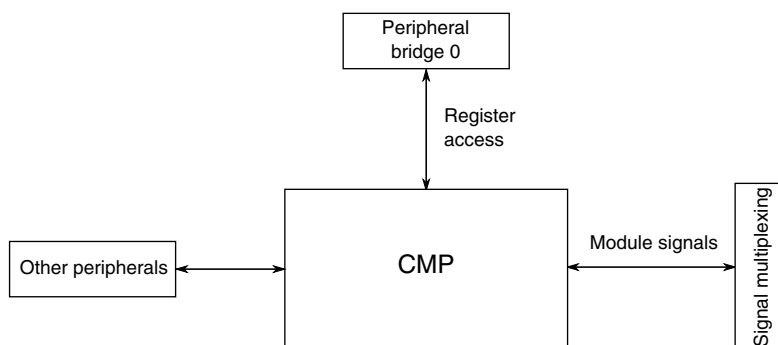 Peripheral
bridge 0
Register
access
Other peripherals
CMP
Module signals
Signal multiplexing